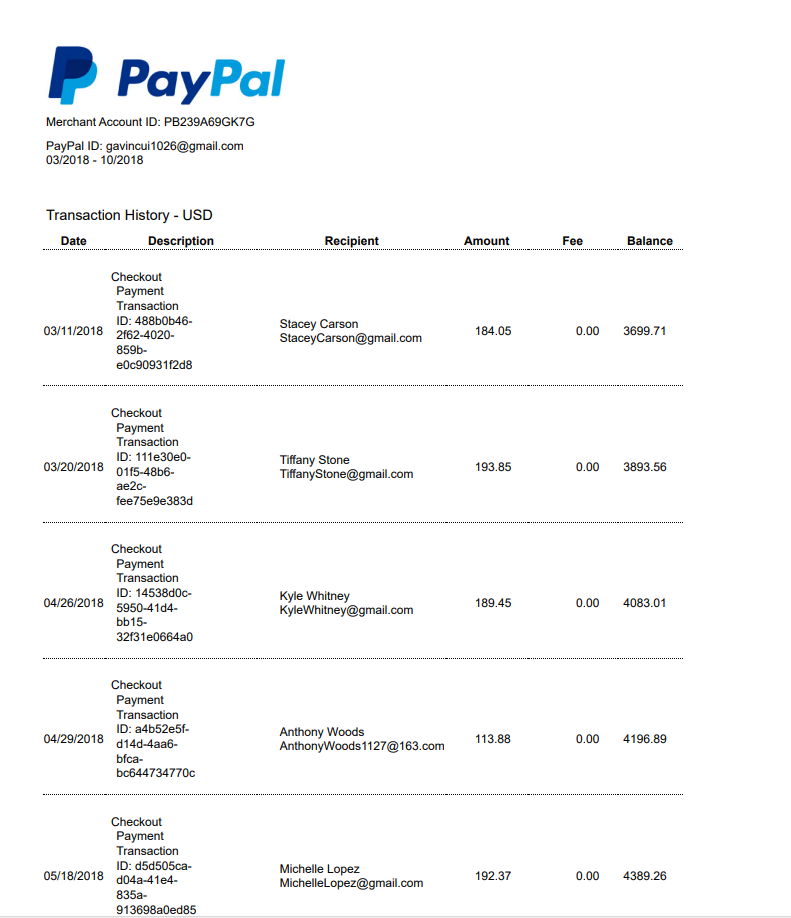 PayPal
Merchant Account ID: PB239A69GK7G
PayPal ID: gavincui1026@gmail.com
03/2018 - 10/2018
Transaction History - USD
Date Description Recipient Amount Fee Balance
Checkout
Payment
Transaction
ID: 488b0b46-
2f62-4020-
859b-
e0c90931f2d8
03/11/2018
Stacey Carson
StaceyCarson@gmail.com
184.05 0.00 3699.71
Checkout
Payment
Transaction
ID: 111e30e0-
01f5-48b6-
ae2c-
fee75e9e383d
03/20/2018
Tiffany Stone
TiffanyStone@gmail.com
193.85 0.00 3893.56
Checkout
Payment
Transaction
ID: 14538d0c-
5950-41d4-
bb15-
32f31e0664a0
04/26/2018
Kyle Whitney
KyleWhitney@gmail.com
189.45 0.00 4083.01
Checkout
Payment
Transaction
ID: a4b52e5f-
d14d-4aa6-
bfca-
bc644734770c
04/29/2018
Anthony Woods
AnthonyWoods1127@163.com
113.88 0.00 4196.89
Checkout
Payment
Transaction
ID: d5d505ca-
d04a-41e4-
835a-
913698a0ed85
05/18/2018
Michelle Lopez
MichelleLopez@gmail.com
192.37 0.00 4389.26